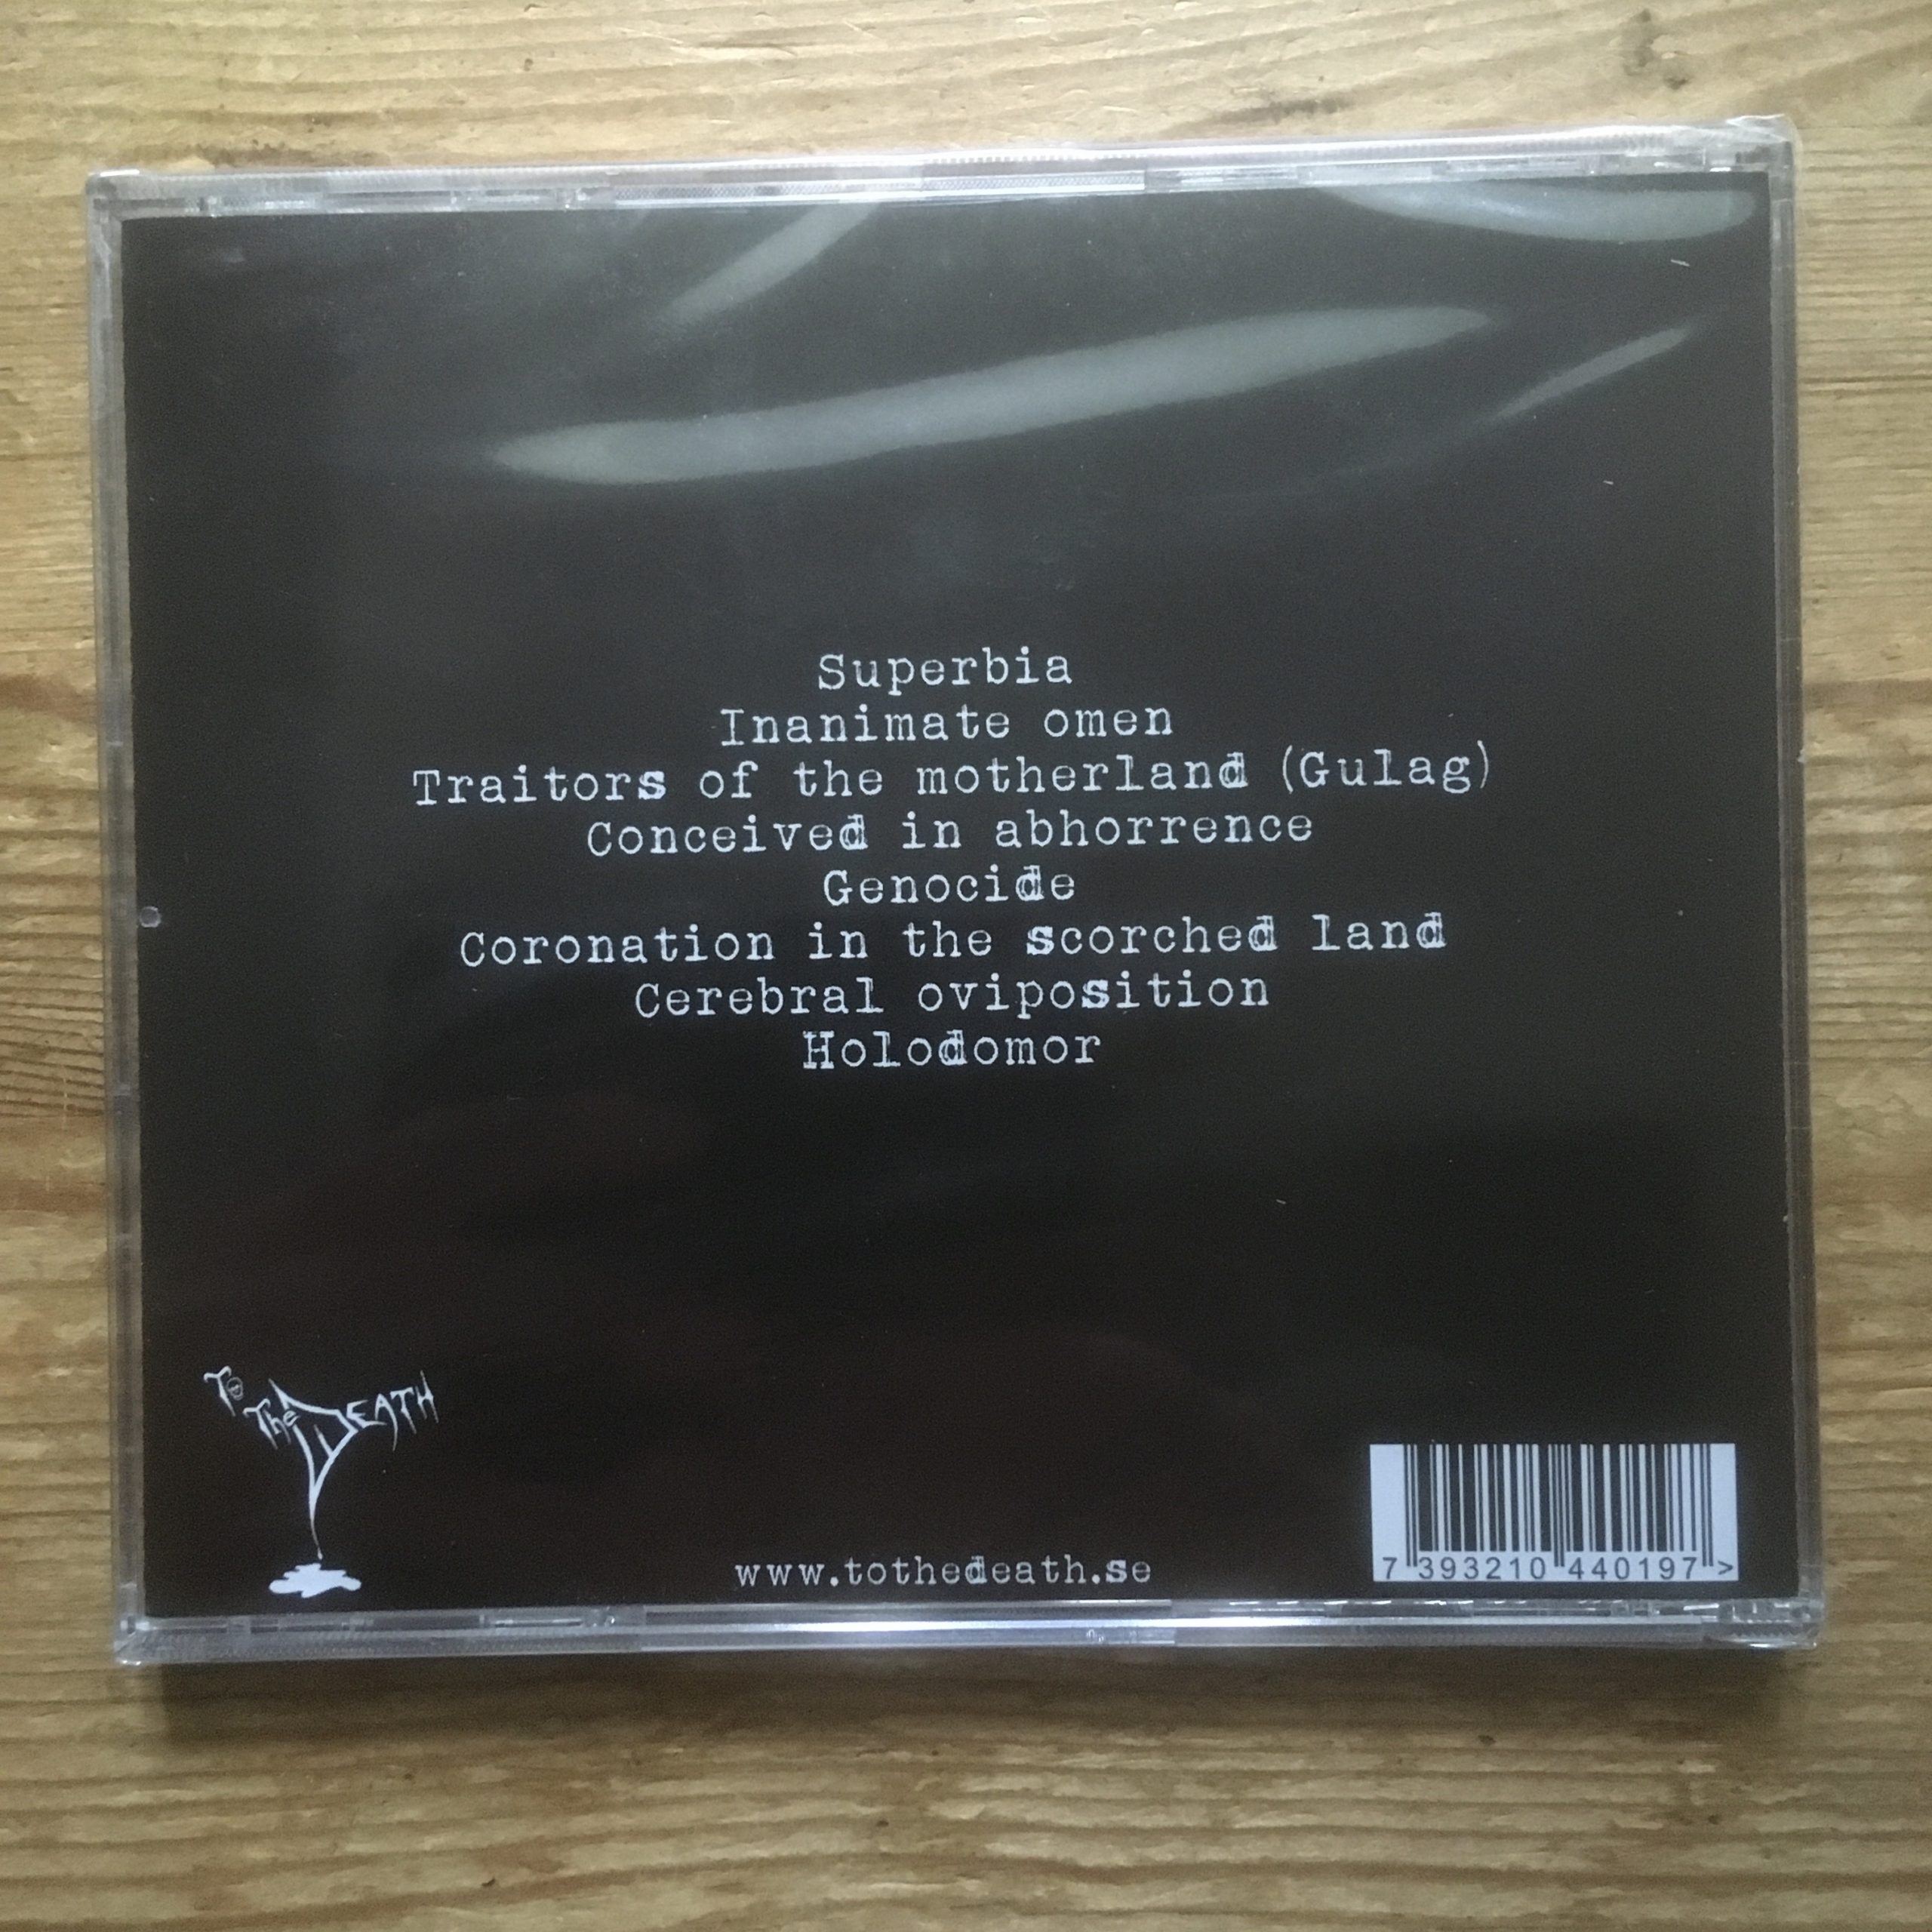 Superbia
Inanimate omen
Traitors of the motherland (Gulag)
Conceived in abhorrence
Genocide
Coronation in the scorched land
Cerebral oviposition
Holodomor
To The DEATH
www.tothedeath.se
7 393210 440197 >